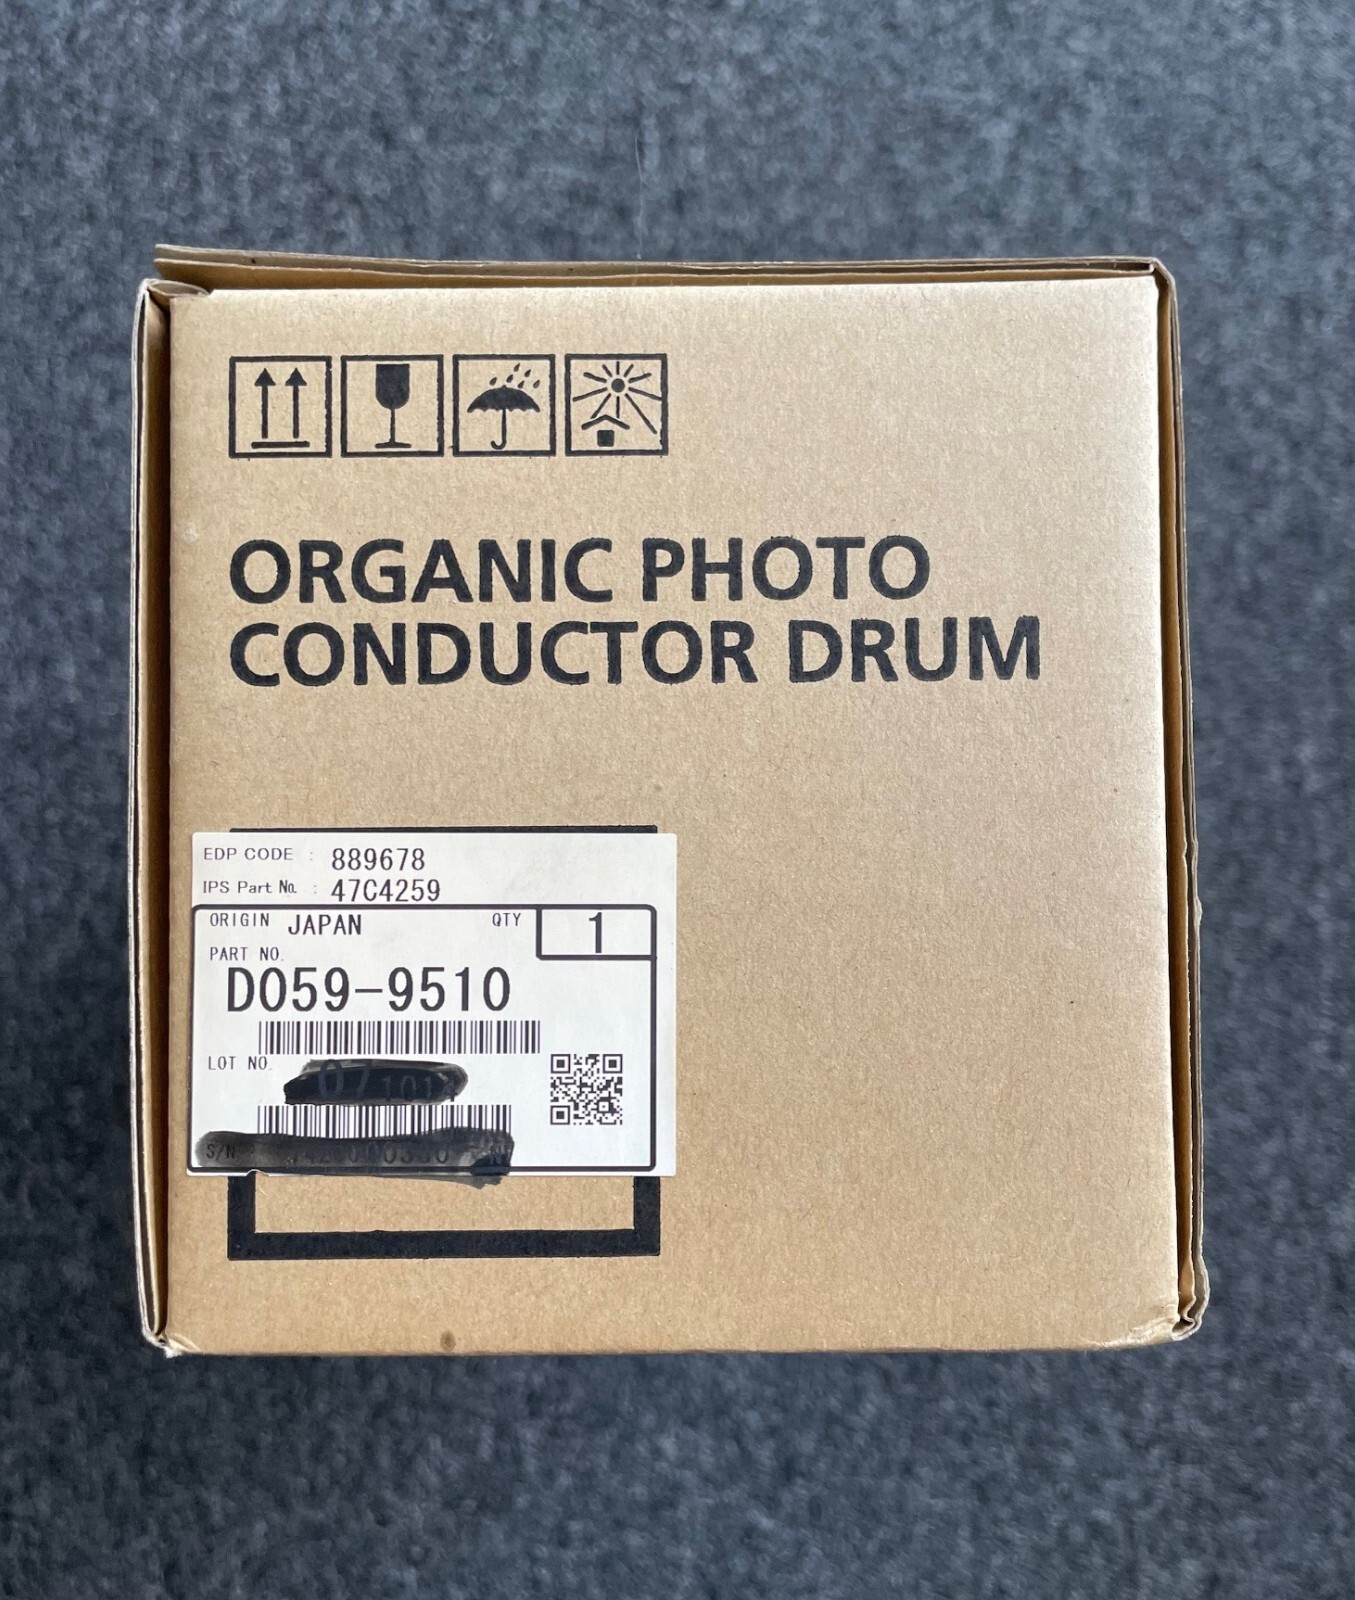 ORGANIC PHOTO
CONDUCTOR DRUM
EDP CODE : 889678
IPS Part No. : 47C4259
ORIGIN JAPAN QTY 1
PART NO.
D059-9510
LOT NO.
S/N